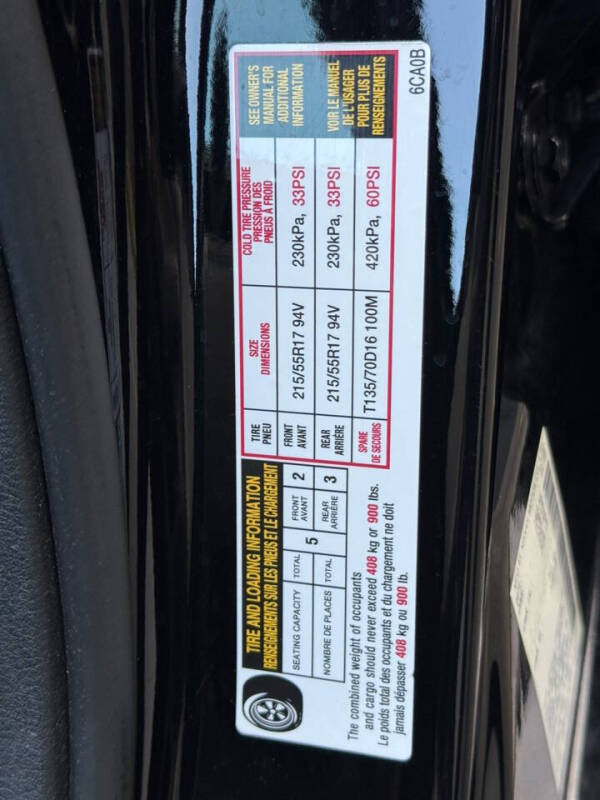 TIRE AND LOADING INFORMATION
RENSEIGNEMENTS SUR LES PNEUS ET LE CHARGEMENT
SEATING CAPACITY TOTAL 5 FRONT AVANT 2
NOMBRE DE PLACES TOTAL REAR ARRIÈRE 3
The combined weight of occupants
and cargo should never exceed 408 kg or 900 lbs.
Le poids total des occupants et du chargement ne doit
jamais dépasser 408 kg ou 900 lb.
TIRE
PNEU
SIZE
DIMENSIONS
COLD TIRE PRESSURE
PRESSION DES
PNEUS À FROID
FRONT
AVANT
215/55R17 94V
230kPa, 33PSI
REAR
ARRIÈRE
215/55R17 94V
230kPa, 33PSI
SPARE
DE SECOURS
T135/70D16 100M
420kPa, 60PSI
SEE OWNER'S
MANUAL FOR
ADDITIONAL
INFORMATION
VOIR LE MANUEL
DE L'USAGER
POUR PLUS DE
RENSEIGNEMENTS
6CA0B